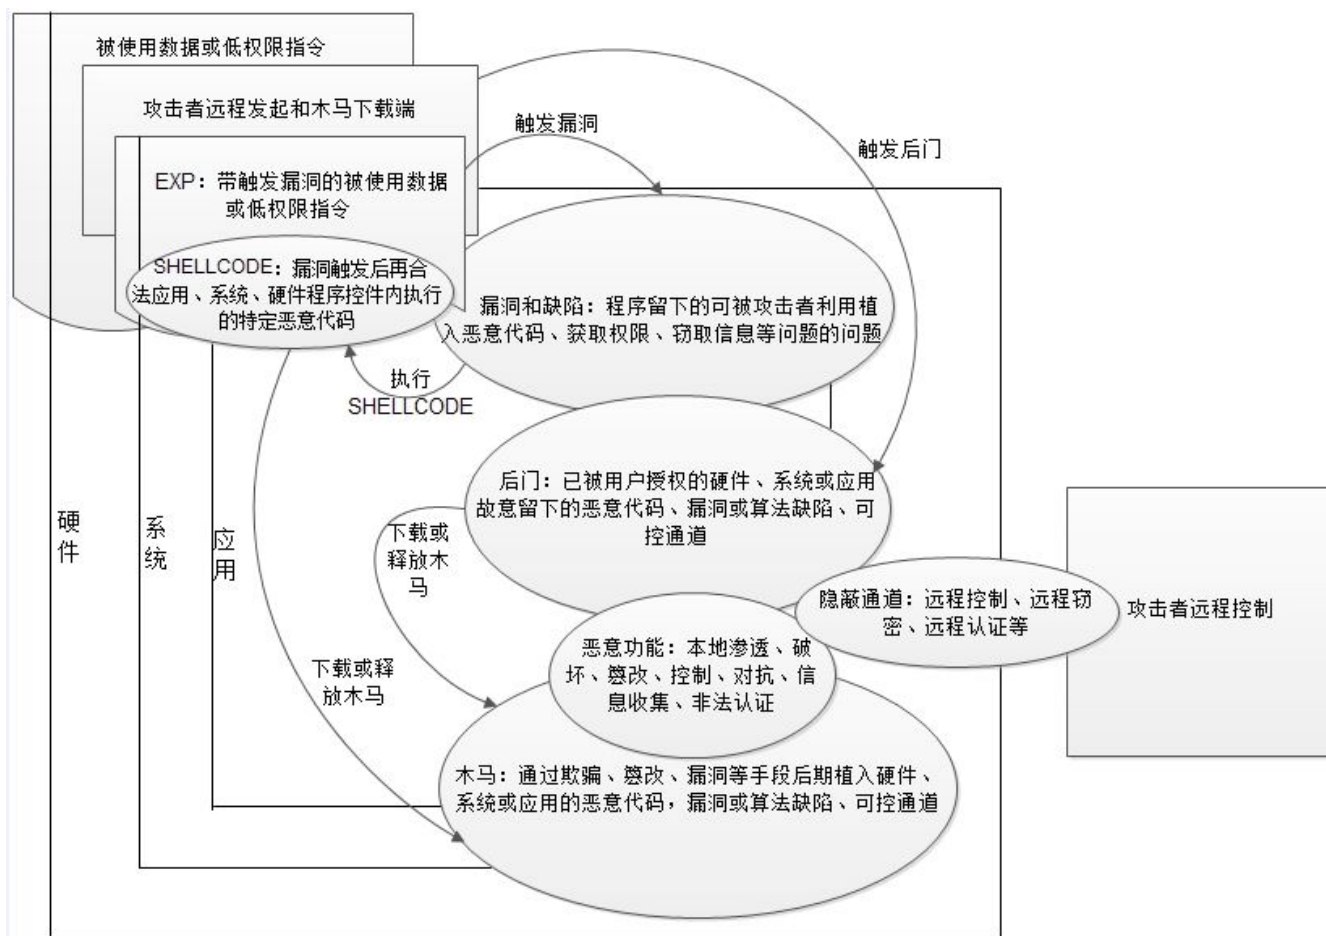 被使用数据或低权限指令
攻击者远程发起和木马下载端
触发漏洞
触发后门
EXP：带触发漏洞的被使用数据
或低权限指令
SHELLCODE：漏洞触发后再合
法应用、系统、硬件程序控件内执行
的特定恶意代码
漏洞和缺陷：程序留下的可被攻击者利用植
入恶意代码、获取权限、窃取信息等问题的问题
执行
SHELLCODE
后门：已被用户授权的硬件、系统或应用
故意留下的恶意代码、漏洞或算法缺陷、可
控通道
硬
件
系
统
应
用
下载或
释放木
马
隐蔽通道：远程控制、远程窃
密、远程认证等
攻击者远程控制
恶意功能：本地渗透、破
坏、篡改、控制、对抗、信
息收集、非法认证
下载或释
放木马
木马：通过欺骗、篡改、漏洞等手段后期植入硬件、
系统或应用的恶意代码，漏洞或算法缺陷、可控通道